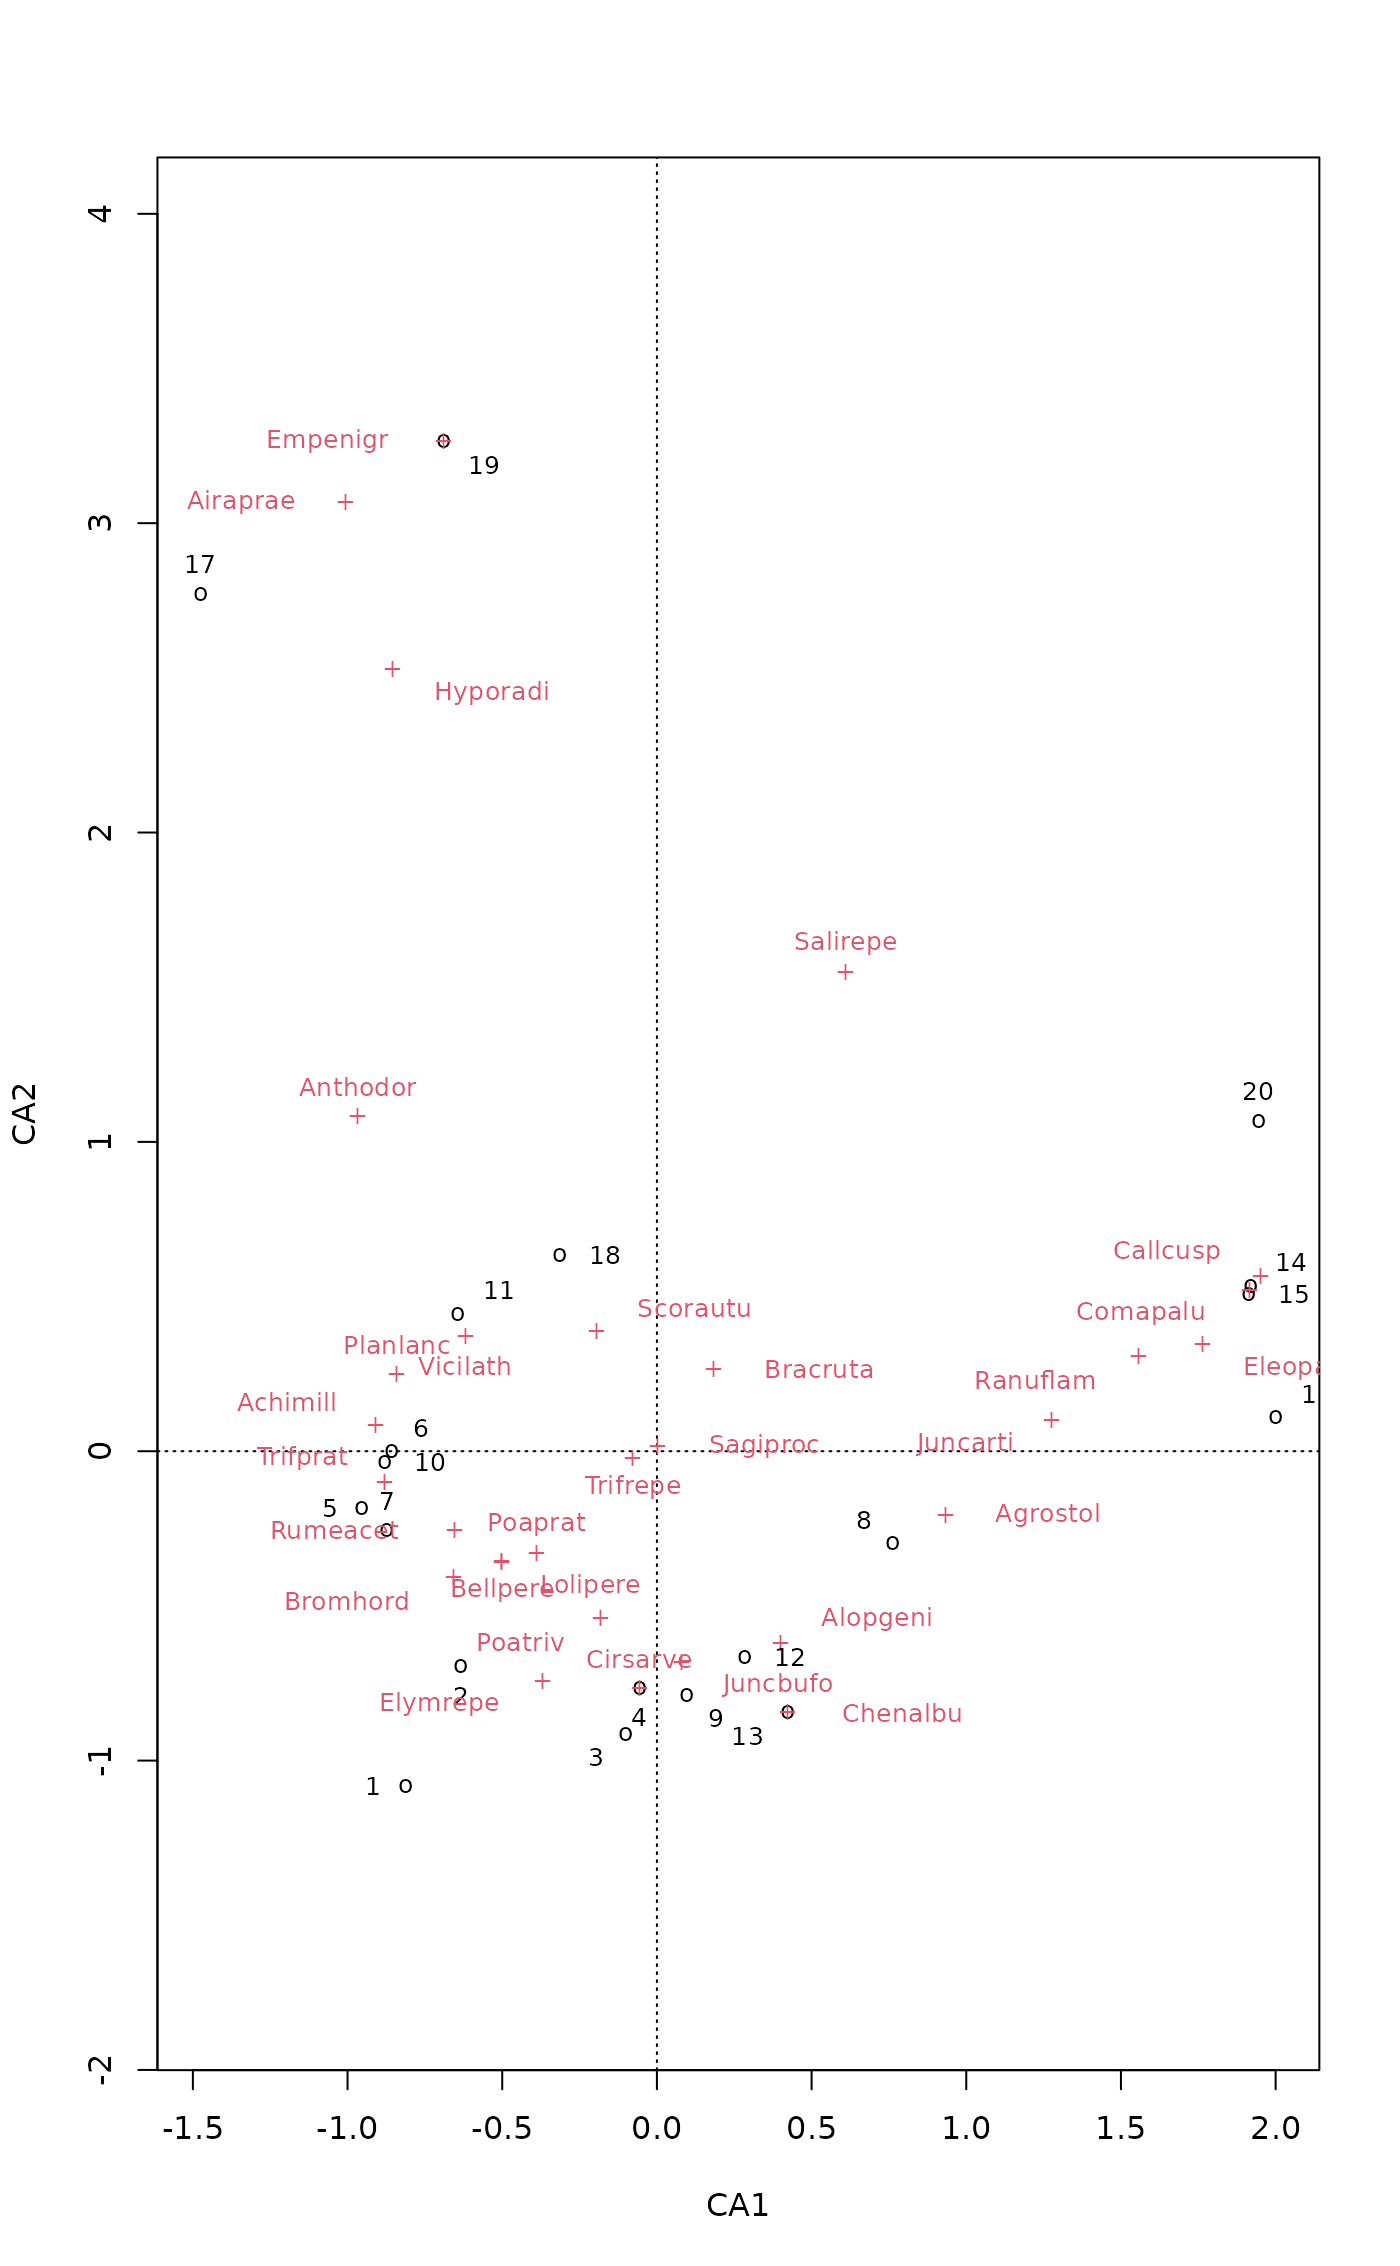 4
Empenigr
19
Airaprae
3
17
Hyporadi
2
Salirepe
CA2
Anthodor
20
1
Callcusp
14
18
11
15
Scorautu
Comapalu
Planlanc
Vicilath
Bracruta
Eleopa
Ranuflam
1
Achimill
6
0
Trifprat
10
Sagiproc
Juncarti
Trifrepe
5
7
Rumeacet
Poaprat
8
Agrostol
Bromhord
Bellpere
Lolipere
Alopgeni
Poatriv
Cirsarve
12
2
Elymrepe
Juncbufo
4
9
Chenalbu
13
3
-1
1
-2
-1.5 -1.0 -0.5 0.0 0.5 1.0 1.5 2.0
CA1